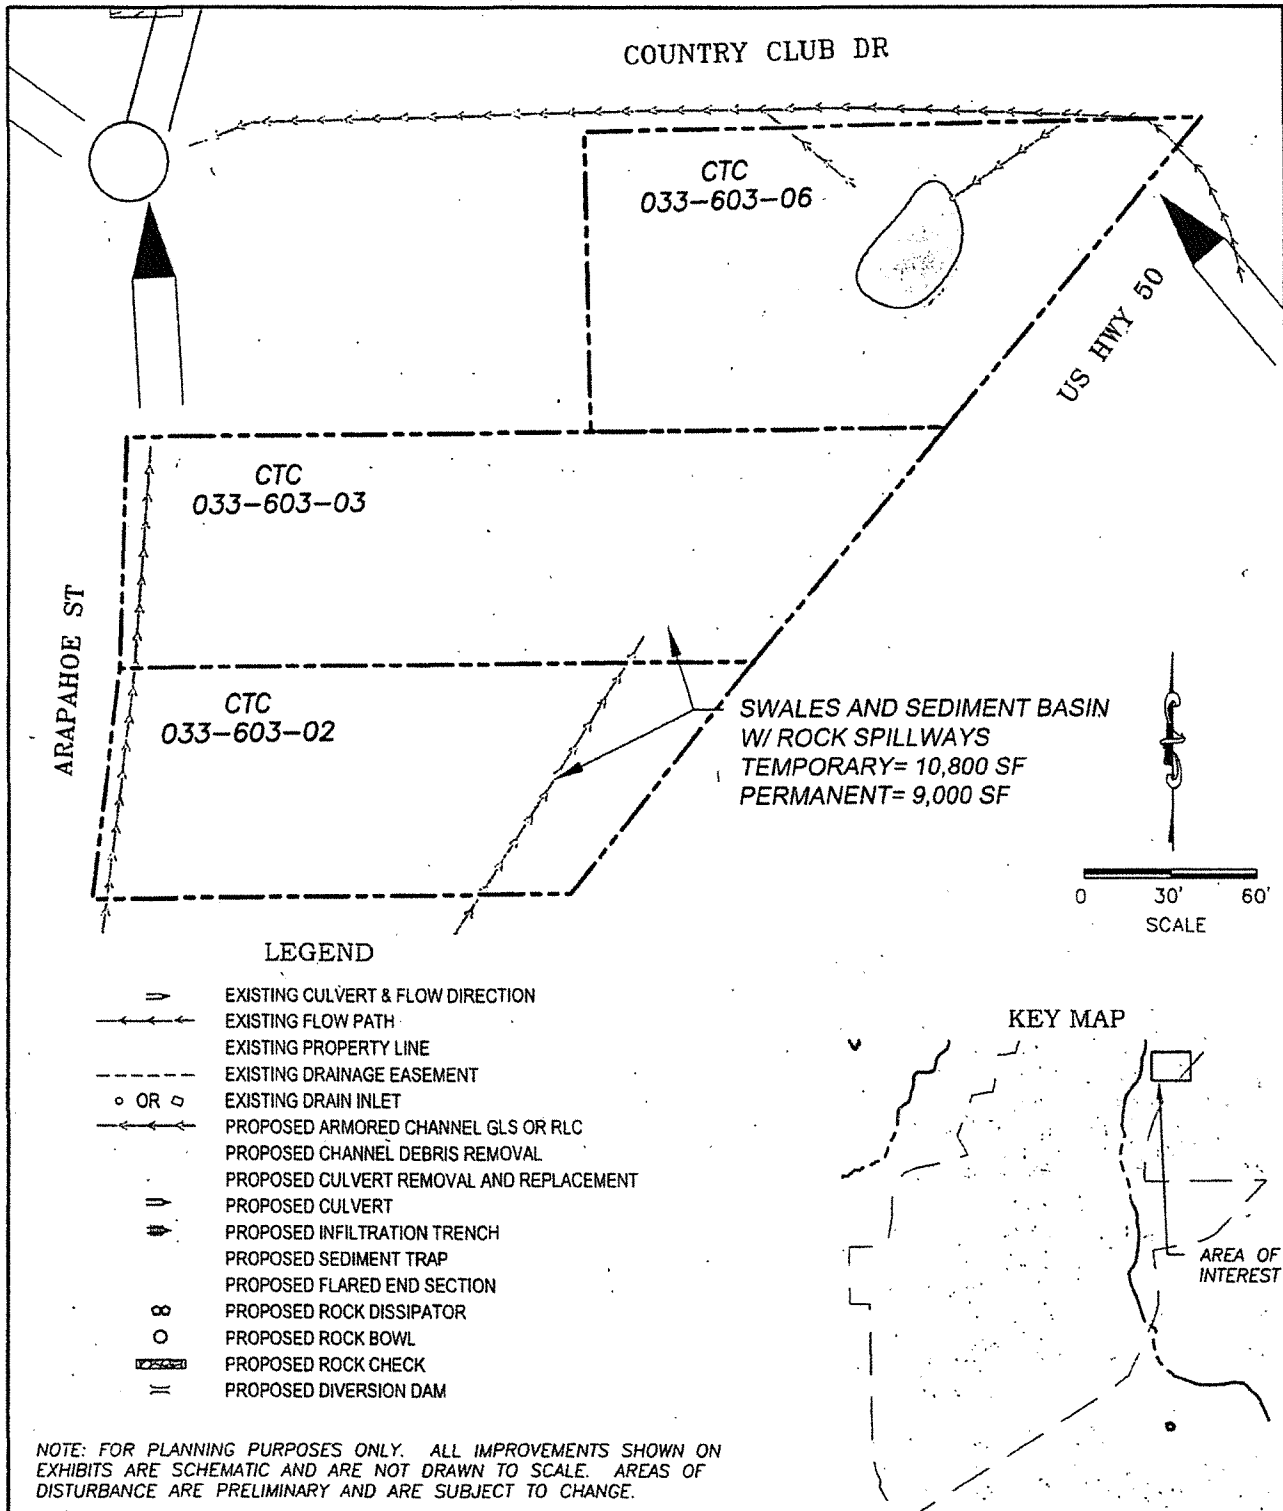 COUNTRY CLUB DR
CTC
033-603-06
US HWY 50
CTC
033-603-03
ARAPAHOE ST
CTC
033-603-02
SWALES AND SEDIMENT BASIN
W/ ROCK SPILLWAYS
TEMPORARY= 10,800 SF
PERMANENT= 9,000 SF
0 30' 60'
SCALE
LEGEND
EXISTING CULVERT & FLOW DIRECTION
EXISTING FLOW PATH
EXISTING PROPERTY LINE
EXISTING DRAINAGE EASEMENT
OR EXISTING DRAIN INLET
PROPOSED ARMORED CHANNEL GLS OR RLC
PROPOSED CHANNEL DEBRIS REMOVAL
PROPOSED CULVERT REMOVAL AND REPLACEMENT
PROPOSED CULVERT
PROPOSED INFILTRATION TRENCH
PROPOSED SEDIMENT TRAP
PROPOSED FLARED END SECTION
PROPOSED ROCK DISSIPATOR
PROPOSED ROCK BOWL
PROPOSED ROCK CHECK
PROPOSED DIVERSION DAM
KEY MAP
AREA OF
INTEREST
NOTE: FOR PLANNING PURPOSES ONLY. ALL IMPROVEMENTS SHOWN ON
EXHIBITS ARE SCHEMATIC AND ARE NOT DRAWN TO SCALE. AREAS OF
DISTURBANCE ARE PRELIMINARY AND ARE SUBJECT TO CHANGE.